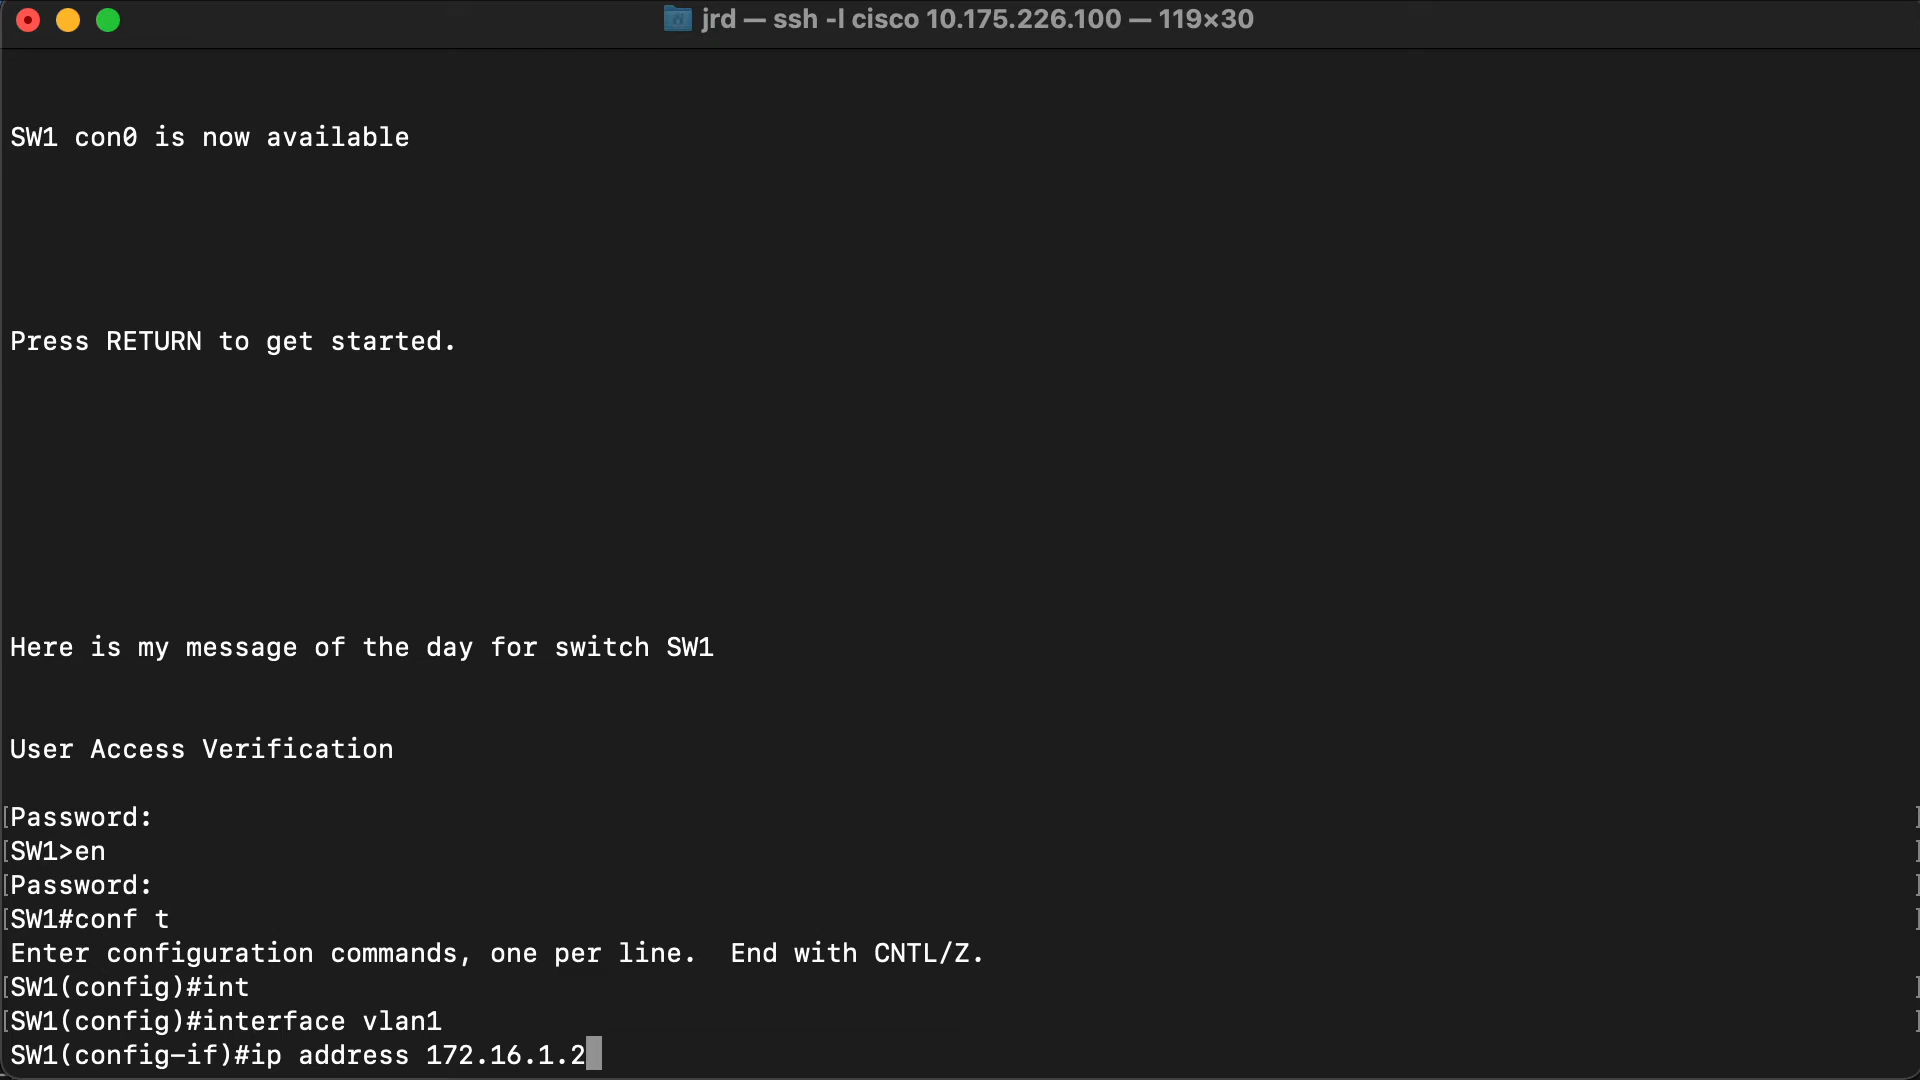 jrd — ssh -l cisco 10.175.226.100 — 119×30
SW1 con0 is now available
Press RETURN to get started.
Here is my message of the day for switch SW1
User Access Verification
[Password:                                                                                                             ]
[SW1>en                                                                                                                ]
[Password:                                                                                                             ]
[SW1#conf t                                                                                                            ]
Enter configuration commands, one per line.  End with CNTL/Z.
[SW1(config)#int                                                                                                       ]
[SW1(config)#interface vlan1                                                                                           ]
SW1(config-if)#ip address 172.16.1.2